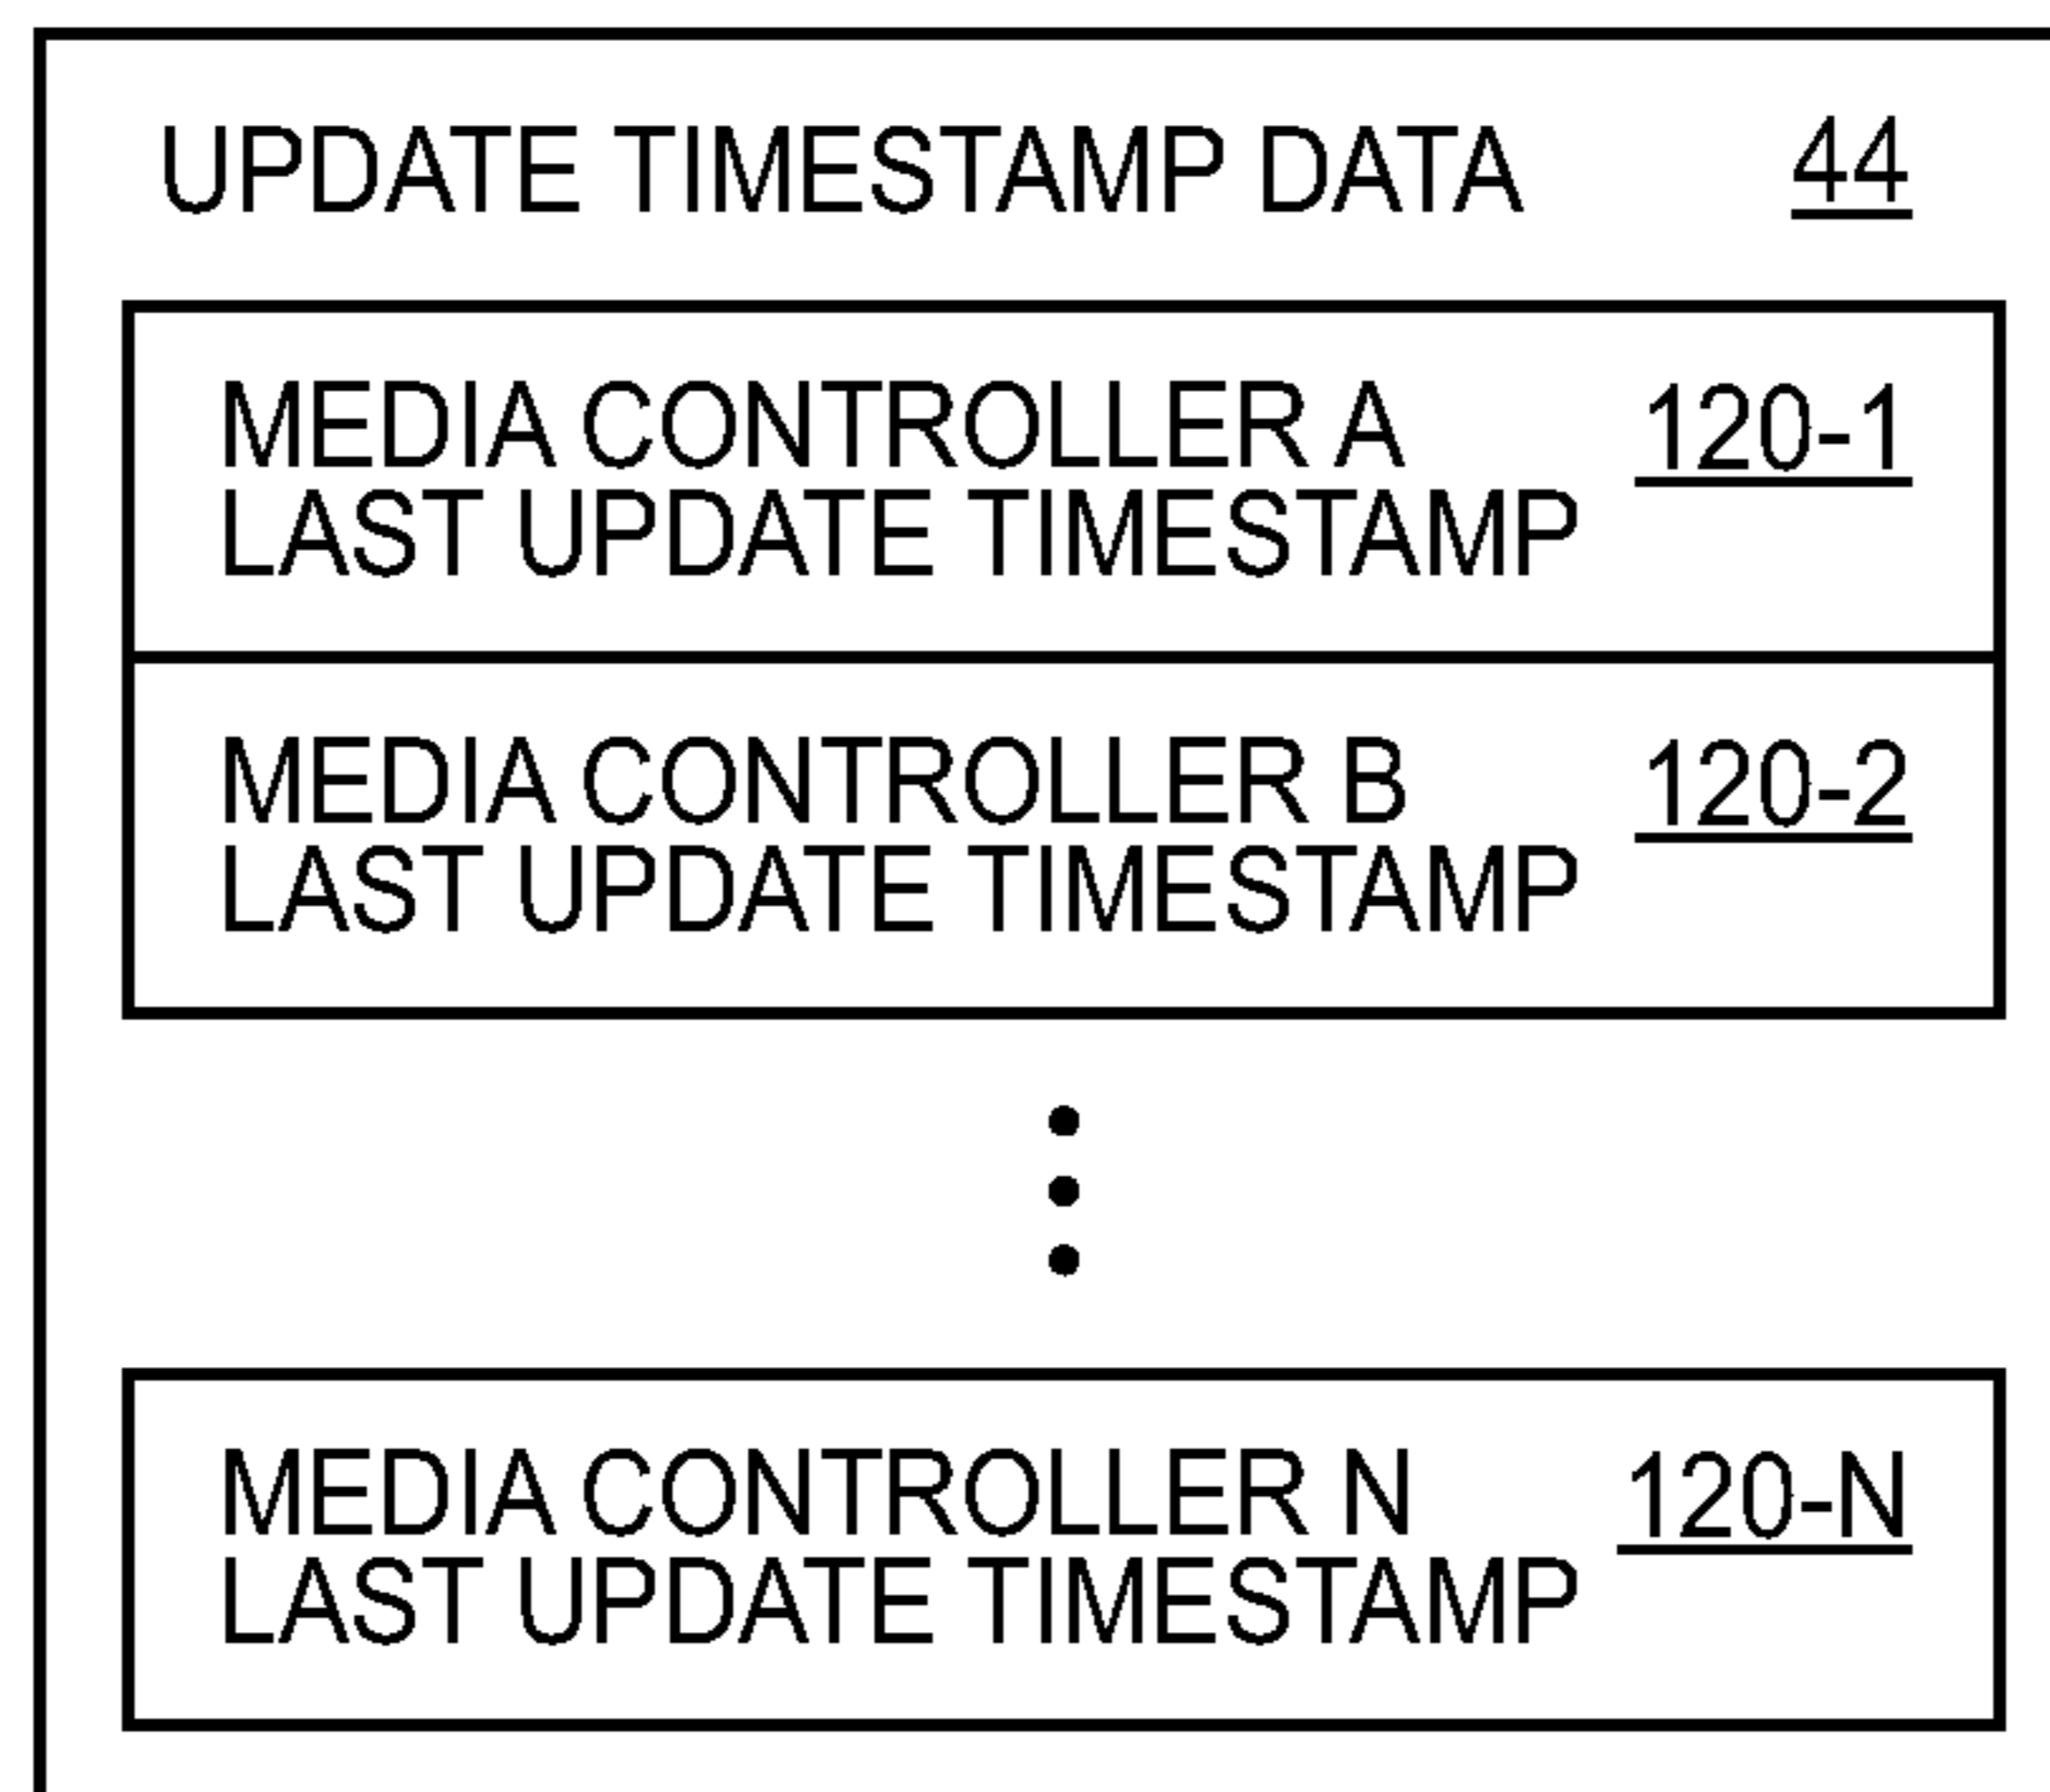 UPDATE TIMESTAMP DATA 44
MEDIA CONTROLLER A 120-1
LAST UPDATE TIMESTAMP
MEDIA CONTROLLER B 120-2
LAST UPDATE TIMESTAMP
MEDIA CONTROLLER N 120-N
LAST UPDATE TIMESTAMP